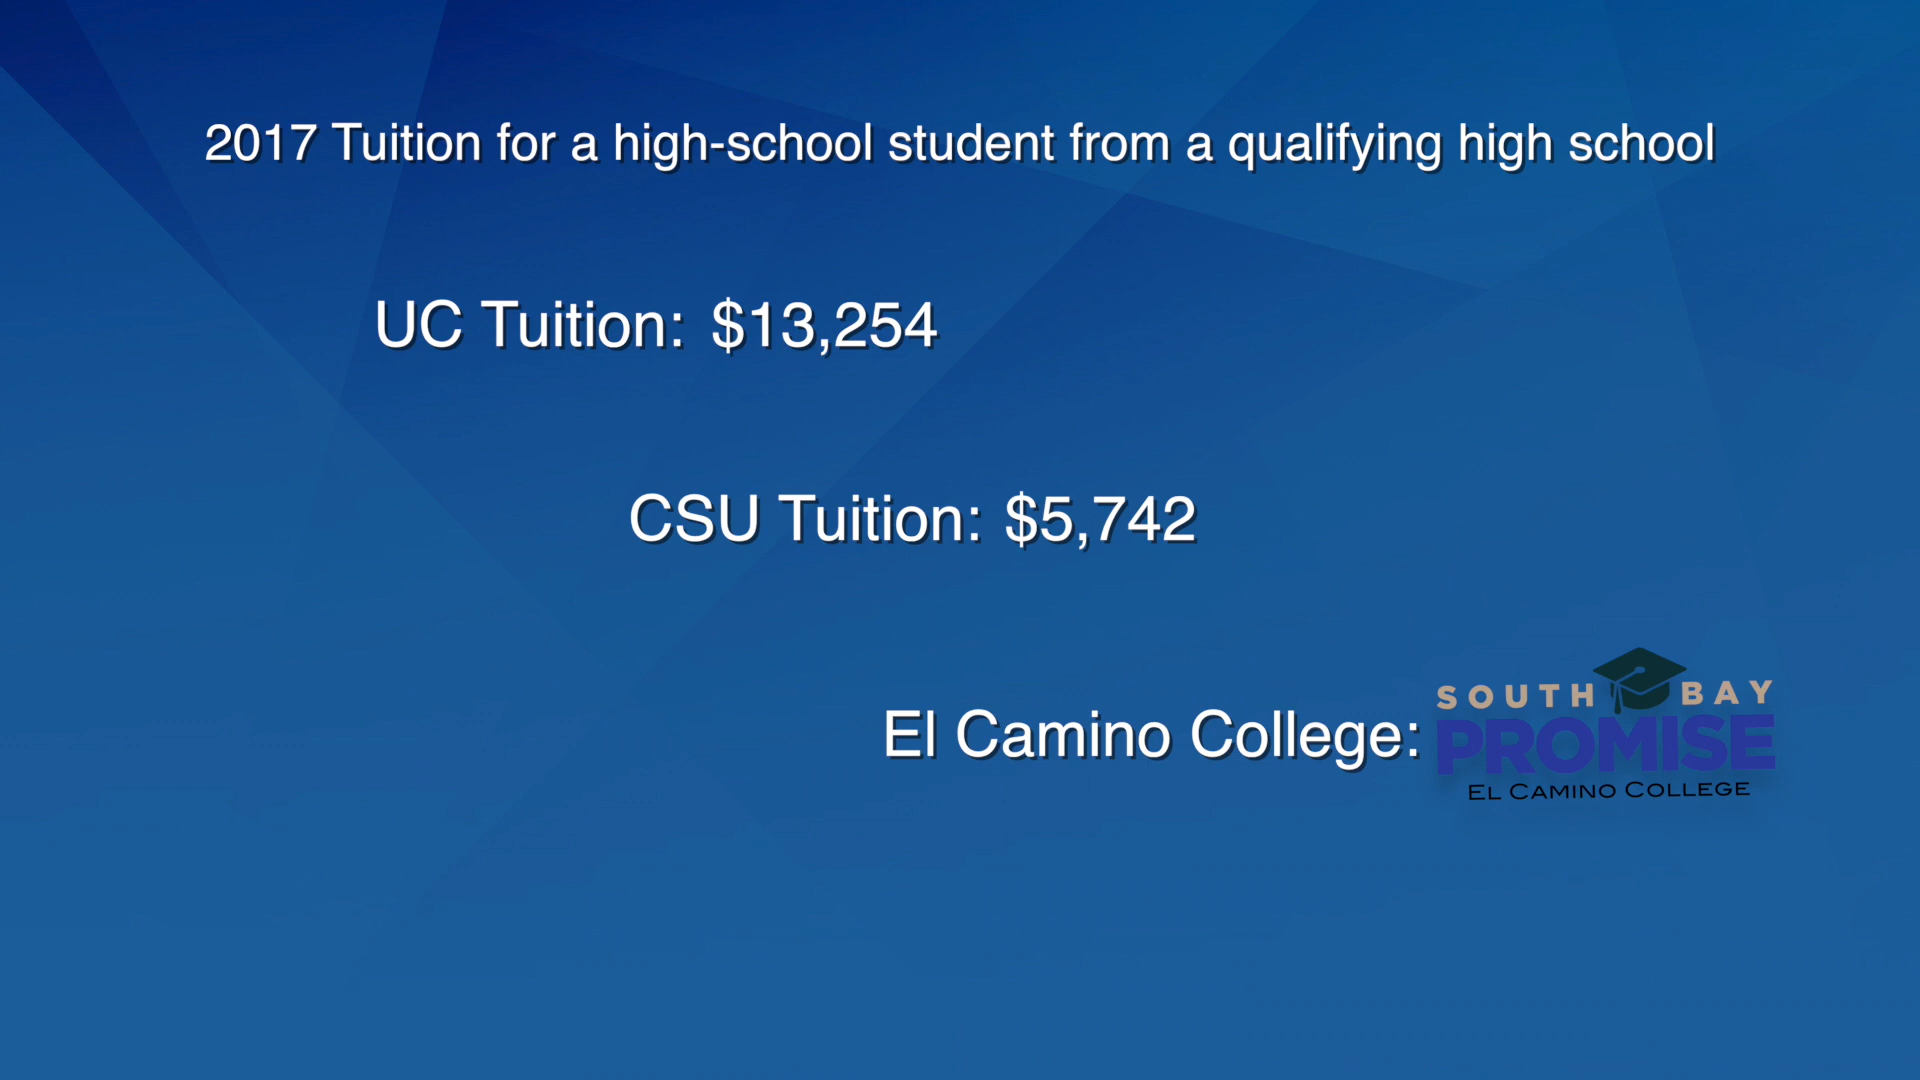 2017 Tuition for a high-school student from a qualifying high school
UC Tuition: $13,254
CSU Tuition: $5,742
El Camino College:
SOUTH BAY
PROMISE
EL CAMINO COLLEGE